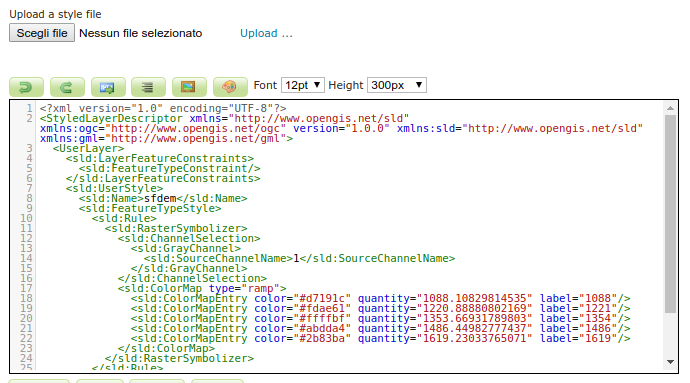 Upload a style file
Scegli file Nessun file selezionato Upload ...
Font 12pt Height 300px
1 <?xml version="1.0" encoding="UTF-8"?>
2 <StyledLayerDescriptor xmlns="http://www.opengis.net/sld"
xmlns:ogc="http://www.opengis.net/ogc" version="1.0.0" xmlns:sld="http://www.opengis.net/sld"
xmlns:gml="http://www.opengis.net/gml">
3 <UserLayer>
4 <sld:LayerFeatureConstraints>
5 <sld:FeatureTypeConstraint/>
6 </sld:LayerFeatureConstraints>
7 <sld:UserStyle>
8 <sld:Name>sfdem</sld:Name>
9 <sld:FeatureTypeStyle>
10 <sld:Rule>
11 <sld:RasterSymbolizer>
12 <sld:ChannelSelection>
13 <sld:GrayChannel>
14 <sld:SourceChannelName>1</sld:SourceChannelName>
15 </sld:GrayChannel>
16 </sld:ChannelSelection>
17 <sld:ColorMap type="ramp">
18 <sld:ColorMapEntry color="#d7191c" quantity="1088.10829814535" label="1088"/>
19 <sld:ColorMapEntry color="#fdae61" quantity="1220.88880802169" label="1221"/>
20 <sld:ColorMapEntry color="#ffffbf" quantity="1353.66931789803" label="1354"/>
21 <sld:ColorMapEntry color="#abdda4" quantity="1486.44982777437" label="1486"/>
22 <sld:ColorMapEntry color="#2b83ba" quantity="1619.23033765071" label="1619"/>
23 </sld:ColorMap>
24 </sld:RasterSymbolizer>
25 </sld:Rule>